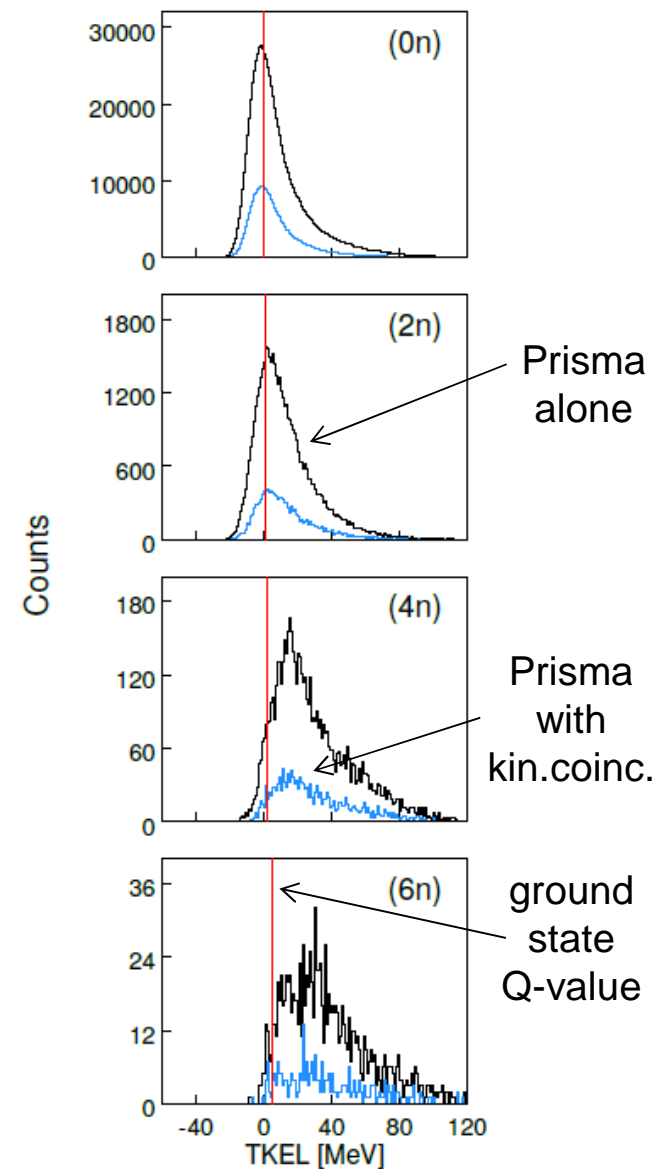 30000
(0n)
20000
10000
0
1800
(2n)
Prisma
alone
1200
600
0
Counts
180
(4n)
120
Prisma
with
kin.coinc.
60
0
36
(6n)
ground
state
Q-value
24
12
0
-40 0 40 80 120
TKEL [MeV]